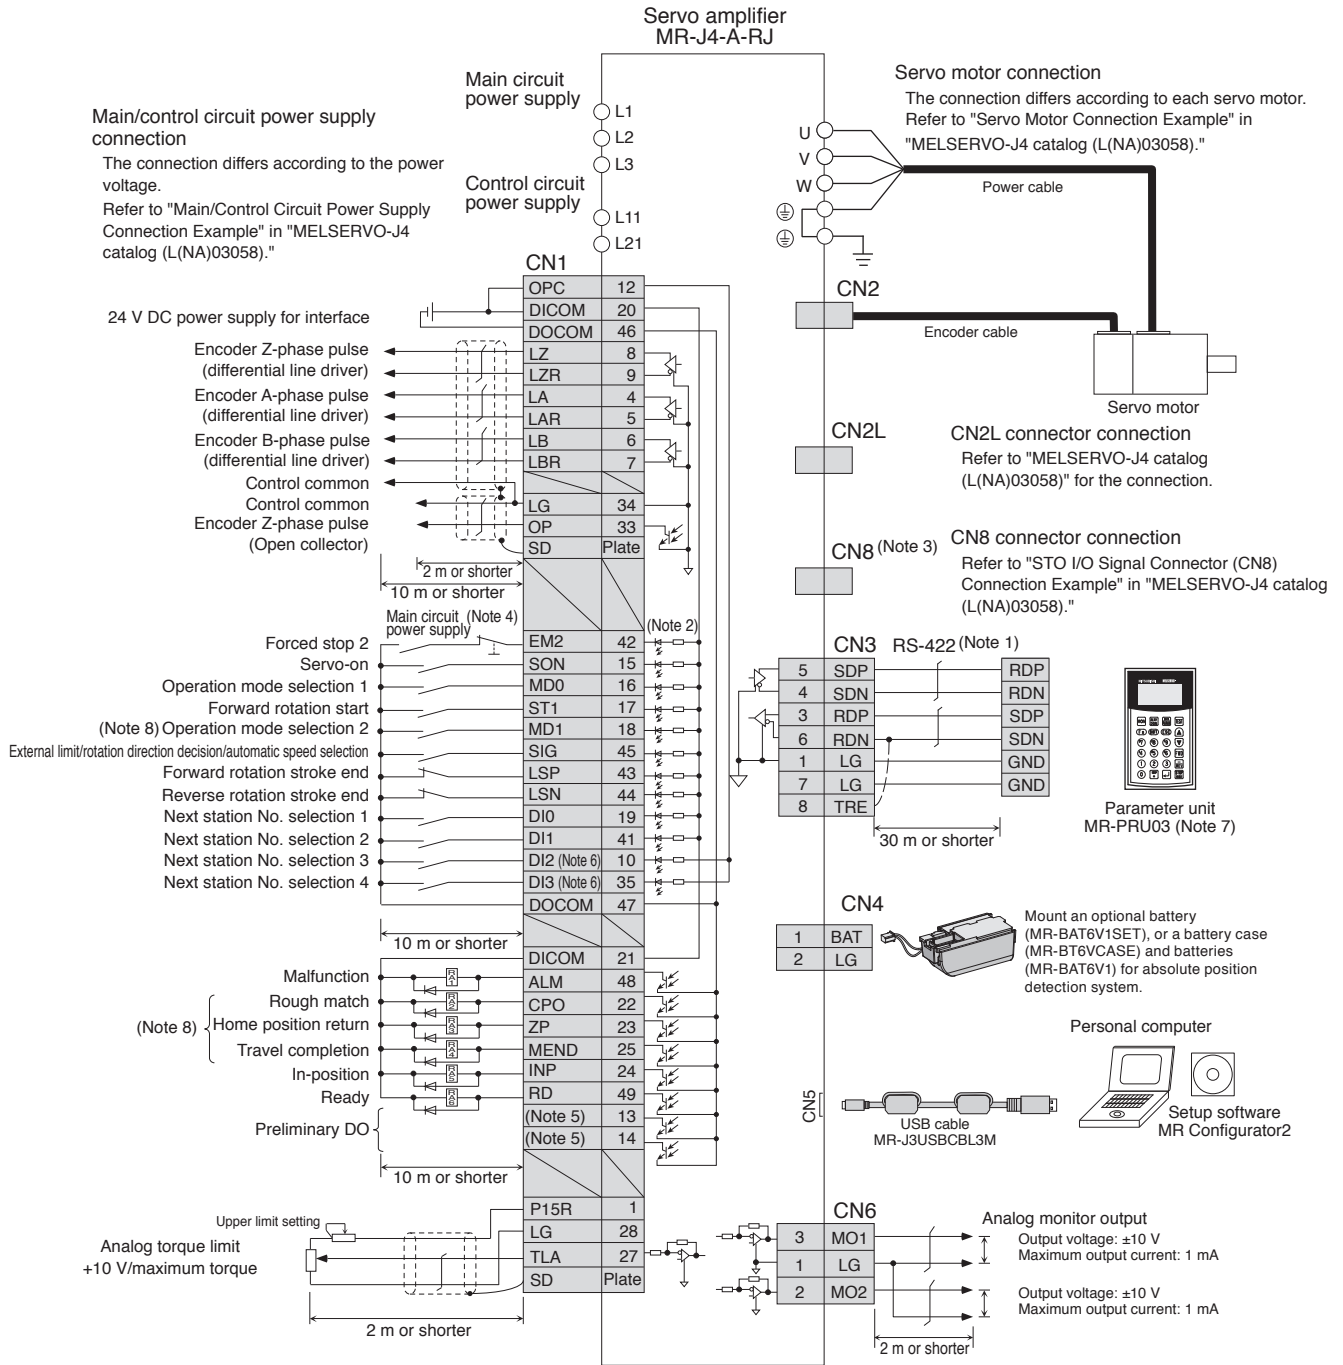 Servo amplifier
MR-J4-A-RJ
Main circuit
power supply
L1
L2
L3
Control circuit
power supply
L11
L21
Main/control circuit power supply
connection
The connection differs according to the power
voltage.
Refer to "Main/Control Circuit Power Supply
Connection Example" in "MELSERVO-J4
catalog (L(NA)03058)."
Servo motor connection
The connection differs according to each servo motor.
Refer to "Servo Motor Connection Example" in
"MELSERVO-J4 catalog (L(NA)03058)."
U
V
W
Power cable
CN2
Encoder cable
Servo motor
CN2L
CN2L connector connection
Refer to "MELSERVO-J4 catalog
(L(NA)03058)" for the connection.
CN8 (Note 3)
CN8 connector connection
Refer to "STO I/O Signal Connector (CN8)
Connection Example" in "MELSERVO-J4 catalog
(L(NA)03058)."
CN1
OPC 12
DICOM 20
24 V DC power supply for interface
DOCOM 46
Encoder Z-phase pulse
(differential line driver)
LZ 8
LZR 9
Encoder A-phase pulse
(differential line driver)
LA 4
LAR 5
Encoder B-phase pulse
(differential line driver)
LB 6
LBR 7
Control common
Control common
LG 34
Encoder Z-phase pulse
(Open collector)
OP 33
SD Plate
2 m or shorter
10 m or shorter
Main circuit
power supply
(Note 4)
(Note 2)
Forced stop 2 EM2 42
Servo-on SON 15
Operation mode selection 1 MD0 16
Forward rotation start ST1 17
(Note 8) Operation mode selection 2 MD1 18
External limit/rotation direction decision/automatic speed selection SIG 45
Forward rotation stroke end LSP 43
Reverse rotation stroke end LSN 44
Next station No. selection 1 DI0 19
Next station No. selection 2 DI1 41
Next station No. selection 3 DI2 (Note 6) 10
Next station No. selection 4 DI3 (Note 6) 35
DOCOM 47
10 m or shorter
DICOM 21
Malfunction RA1 ALM 48
Rough match RA2 CPO 22
(Note 8)
Home position return RA3 ZP 23
Travel completion RA4 MEND 25
In-position RA5 INP 24
Ready RA6 RD 49
Preliminary DO
(Note 5) 13
(Note 5) 14
10 m or shorter
P15R 1
Upper limit setting
LG 28
Analog torque limit
+10 V/maximum torque
TLA 27
SD Plate
2 m or shorter
CN3
RS-422 (Note 1)
5 SDP RDP
4 SDN RDN
3 RDP SDP
6 RDN SDN
1 LG GND
7 LG GND
8 TRE
30 m or shorter
Parameter unit
MR-PRU03 (Note 7)
CN4
1 BAT
2 LG
Mount an optional battery
(MR-BAT6V1SET), or a battery case
(MR-BT6VCASE) and batteries
(MR-BAT6V1) for absolute position
detection system.
Personal computer
CN5
USB cable
MR-J3USBCBL3M
Setup software
MR Configurator2
CN6
3 MO1
1 LG
2 MO2
Analog monitor output
Output voltage: ±10 V
Maximum output current: 1 mA
Output voltage: ±10 V
Maximum output current: 1 mA
2 m or shorter